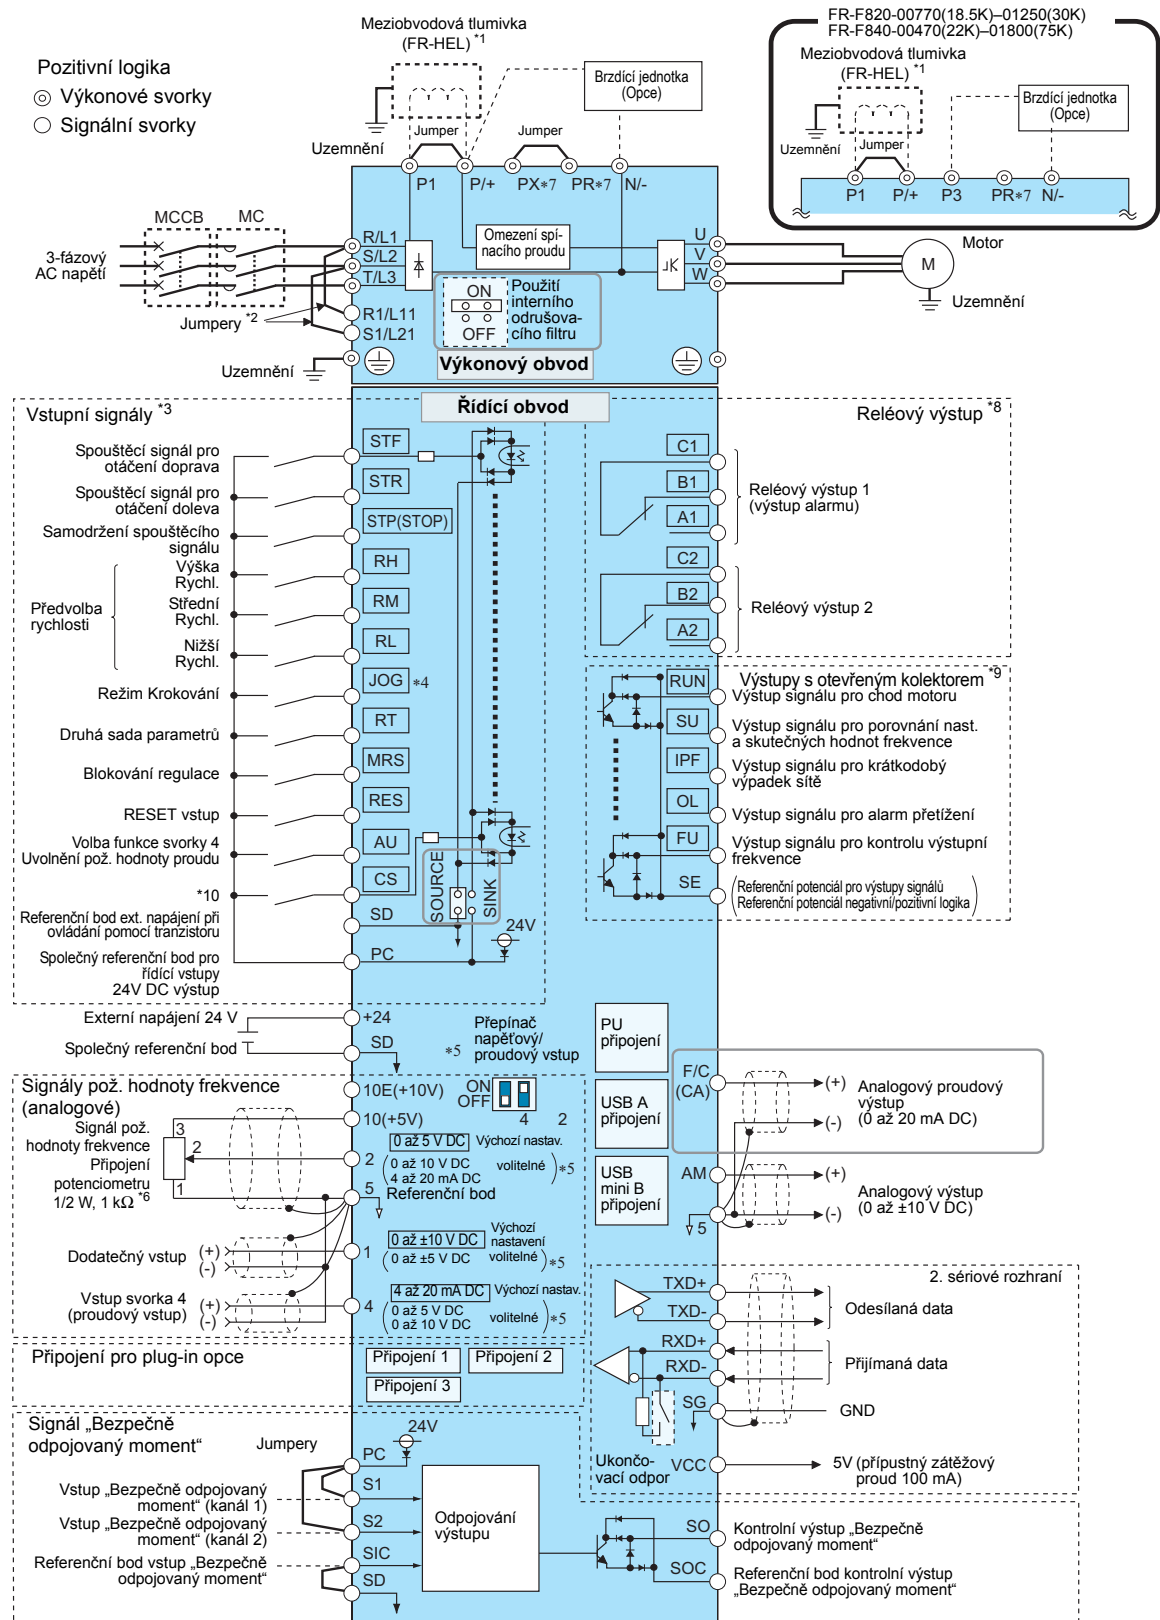 FR-F820-00770(18.5K)–01250(30K)
FR-F840-00470(22K)–01800(75K)
Meziobvodová tlumivka
(FR-HEL) *1
Brzdící jednotka
(Opce)
Uzemnění
Jumper
P1
P/+
P3
PR*7
N/-
Pozitivní logika
Výkonové svorky
Signální svorky
Meziobvodová tlumivka
(FR-HEL) *1
Brzdící jednotka
(Opce)
Jumper
Jumper
Uzemnění
P1
P/+
PX*7
PR*7
N/-
MCCB
MC
3-fázový
AC napětí
R/L1
S/L2
T/L3
R1/L11
S1/L21
Jumpery *2
Omezení spí-
nacího proudu
ON
OFF
Použití
interního
odrušova-
cího filtru
U
V
W
Motor
M
Uzemnění
Uzemnění
Výkonový obvod
Řídící obvod
Vstupní signály *3
Spouštěcí signál pro
otáčení doprava
STF
Spouštěcí signál pro
otáčení doleva
STR
Samodržení spouštěcího
signálu
STP(STOP)
Předvolba
rychlosti
Výška
Rychl.
RH
Střední
Rychl.
RM
Nižší
Rychl.
RL
Režim Krokování
JOG *4
Druhá sada parametrů
RT
Blokování regulace
MRS
RESET vstup
RES
Volba funkce svorky 4
Uvolnění pož. hodnoty proudu
AU
*10
CS
Referenční bod ext. napájení při
ovládání pomocí tranzistoru
SD
Společný referenční bod pro
řídící vstupy
24V DC výstup
PC
SOURCE
SINK
24V
Reléový výstup *8
C1
B1
A1
Reléový výstup 1
(výstup alarmu)
C2
B2
A2
Reléový výstup 2
Výstupy s otevřeným kolektorem *9
RUN
Výstup signálu pro chod motoru
SU
Výstup signálu pro porovnání nast.
a skutečných hodnot frekvence
IPF
Výstup signálu pro krátkodobý
výpadek sítě
OL
Výstup signálu pro alarm přetížení
FU
Výstup signálu pro kontrolu výstupní
frekvence
SE
(Referenční potenciál pro výstupy signálů
Referenční potenciál negativní/pozitivní logika)
Externí napájení 24 V
+24
Společný referenční bod
SD
*5
Přepínač
napěťový/
proudový vstup
ON
OFF
4 2
Signály pož. hodnoty frekvence
(analogové)
10E(+10V)
10(+5V)
Signál pož.
hodnoty frekvence
Připojení
potenciometru
1/2 W, 1 kΩ *6
3
2
1
2
0 až 5 V DC Výchozí nastav.
(0 až 10 V DC
4 až 20 mA DC volitelné) *5
5
Referenční bod
Dodatečný vstup
(+)
(-)
1
0 až ±10 V DC
Výchozí
nastavení
(0 až ±5 V DC volitelné) *5
Vstup svorka 4
(proudový vstup)
(+)
(-)
4
4 až 20 mA DC Výchozí nastav.
(0 až 5 V DC
0 až 10 V DC volitelné) *5
PU
připojení
USB A
připojení
USB
mini B
připojení
F/C
(CA)
(+)
(-)
Analogový proudový
výstup
(0 až 20 mA DC)
AM
5
(+)
(-)
Analogový výstup
(0 až ±10 V DC)
2. sériové rozhraní
TXD+
TXD-
Odesílaná data
RXD+
RXD-
Přijímaná data
SG
GND
Ukončo-
vací odpor
VCC
5V (přípustný zátěžový
proud 100 mA)
Připojení pro plug-in opce
Připojení 1
Připojení 2
Připojení 3
Signál „Bezpečně
odpojovaný moment“
Jumpery
24V
PC
Vstup „Bezpečně odpojovaný
moment“ (kanál 1)
S1
Vstup „Bezpečně odpojovaný
moment“ (kanál 2)
S2
Referenční bod vstup „Bezpečně
odpojovaný moment“
SIC
SD
Odpojování
výstupu
SO
Kontrolní výstup „Bezpečně
odpojovaný moment“
SOC
Referenční bod kontrolní výstup
„Bezpečně odpojovaný moment“